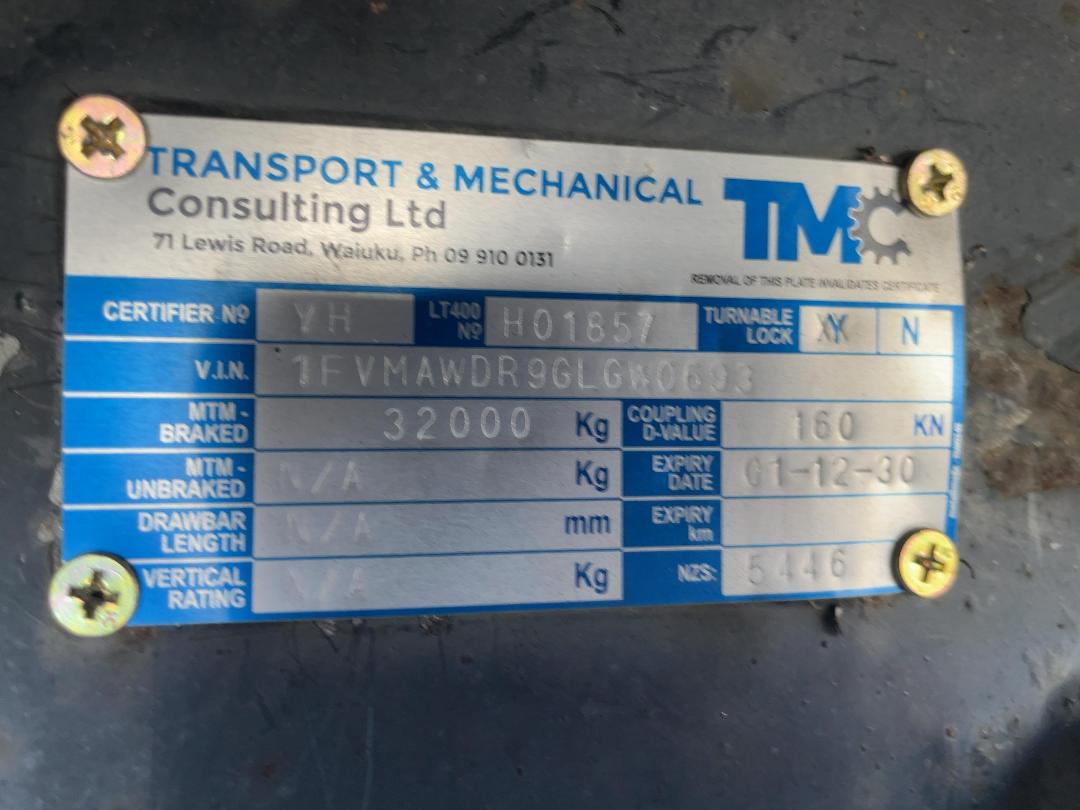 TRANSPORT & MECHANICAL
Consulting Ltd
71 Lewis Road, Waiuku, Ph 09 910 0131
TMC
REMOVAL OF THIS PLATE INVALIDATES CERTIFICATE
CERTIFIER Nº YH LT400 Nº H01857 TURNABLE LOCK XY N
V.I.N. 1FVMAWDR9GLGW0693
MTM - BRAKED 32000 Kg COUPLING D-VALUE 160 KN
MTM - UNBRAKED N/A Kg EXPIRY DATE 01-12-30
DRAWBAR LENGTH N/A mm EXPIRY km
VERTICAL RATING N/A Kg NZS: 5446